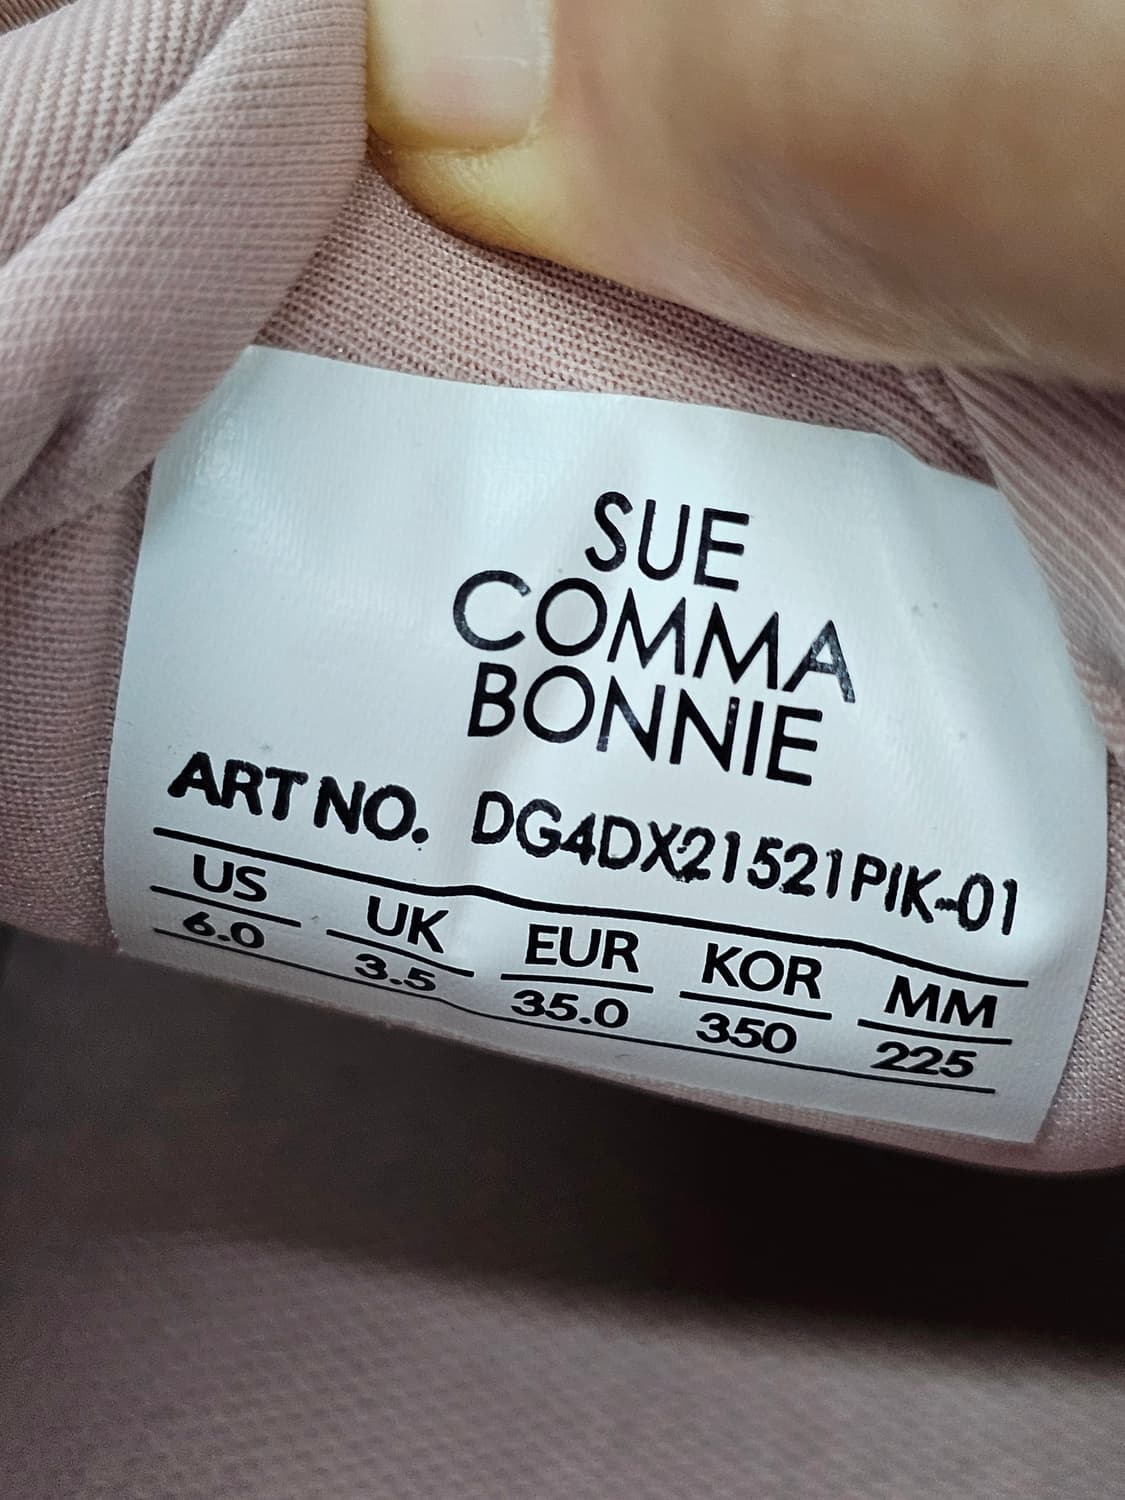 SUE
COMMA
BONNIE
ART NO. DG4DX21521PIK-01
US UK EUR KOR MM
6.0 3.5 35.0 350 225